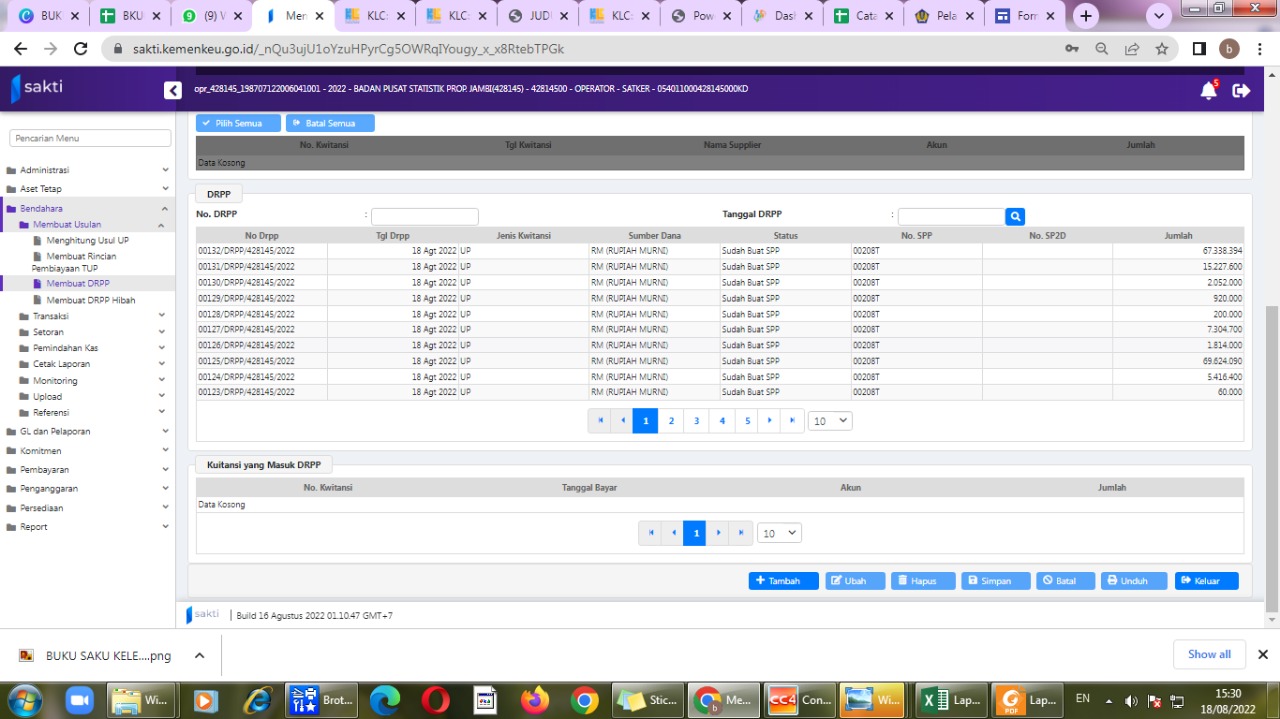 BUK
BKU
(9) V
Mer
KLC:
KLC:
JUD.
KLC:
Pow
Das
Cata
Pela
Forr
sakti.kemenkeu.go.id/_nQu3ujU1oYzuHPyrCg5OWRqIYougy_x_x8RtebTPGk
b
sakti
opr_428145_198707122006041001 - 2022 - BADAN PUSAT STATISTIK PROP. JAMBI(428145) - 42814500 - OPERATOR - SATKER - 054011000428145000KD
5
Pencarian Menu
Administrasi
Aset Tetap
Bendahara
Membuat Usulan
Menghitung Usul UP
Membuat Rincian
Pembiayaan TUP
Membuat DRPP
Membuat DRPP Hibah
Transaksi
Setoran
Pemindahan Kas
Cetak Laporan
Monitoring
Upload
Referensi
GL dan Pelaporan
Komitmen
Pembayaran
Penganggaran
Persediaan
Report
Pilih Semua Batal Semua
No. Kwitansi Tgl Kwitansi Nama Supplier Akun Jumlah
Data Kosong
DRPP
No. DRPP : Tanggal DRPP :
No Drpp Tgl Drpp Jenis Kwitansi Sumber Dana Status No. SPP No. SP2D Jumlah
00132/DRPP/428145/2022 18 Agt 2022 UP RM (RUPIAH MURNI) Sudah Buat SPP 00208T 67.338.394
00131/DRPP/428145/2022 18 Agt 2022 UP RM (RUPIAH MURNI) Sudah Buat SPP 00208T 15.227.600
00130/DRPP/428145/2022 18 Agt 2022 UP RM (RUPIAH MURNI) Sudah Buat SPP 00208T 2.052.000
00129/DRPP/428145/2022 18 Agt 2022 UP RM (RUPIAH MURNI) Sudah Buat SPP 00208T 920.000
00128/DRPP/428145/2022 18 Agt 2022 UP RM (RUPIAH MURNI) Sudah Buat SPP 00208T 200.000
00127/DRPP/428145/2022 18 Agt 2022 UP RM (RUPIAH MURNI) Sudah Buat SPP 00208T 7.304.700
00126/DRPP/428145/2022 18 Agt 2022 UP RM (RUPIAH MURNI) Sudah Buat SPP 00208T 1.814.000
00125/DRPP/428145/2022 18 Agt 2022 UP RM (RUPIAH MURNI) Sudah Buat SPP 00208T 69.624.090
00124/DRPP/428145/2022 18 Agt 2022 UP RM (RUPIAH MURNI) Sudah Buat SPP 00208T 5.416.400
00123/DRPP/428145/2022 18 Agt 2022 UP RM (RUPIAH MURNI) Sudah Buat SPP 00208T 60.000
1 2 3 4 5 10
Kuitansi yang Masuk DRPP
No. Kwitansi Tanggal Bayar Akun Jumlah
Data Kosong
1 10
Tambah Ubah Hapus Simpan Batal Unduh Keluar
sakti | Build 16 Agustus 2022 01.10.47 GMT+7
BUKU SAKU KELE....png
Show all
Wi...
Brot...
Stic...
Me...
CC4 Con...
Wi...
Lap...
PDF Lap...
EN
15:30
18/08/2022